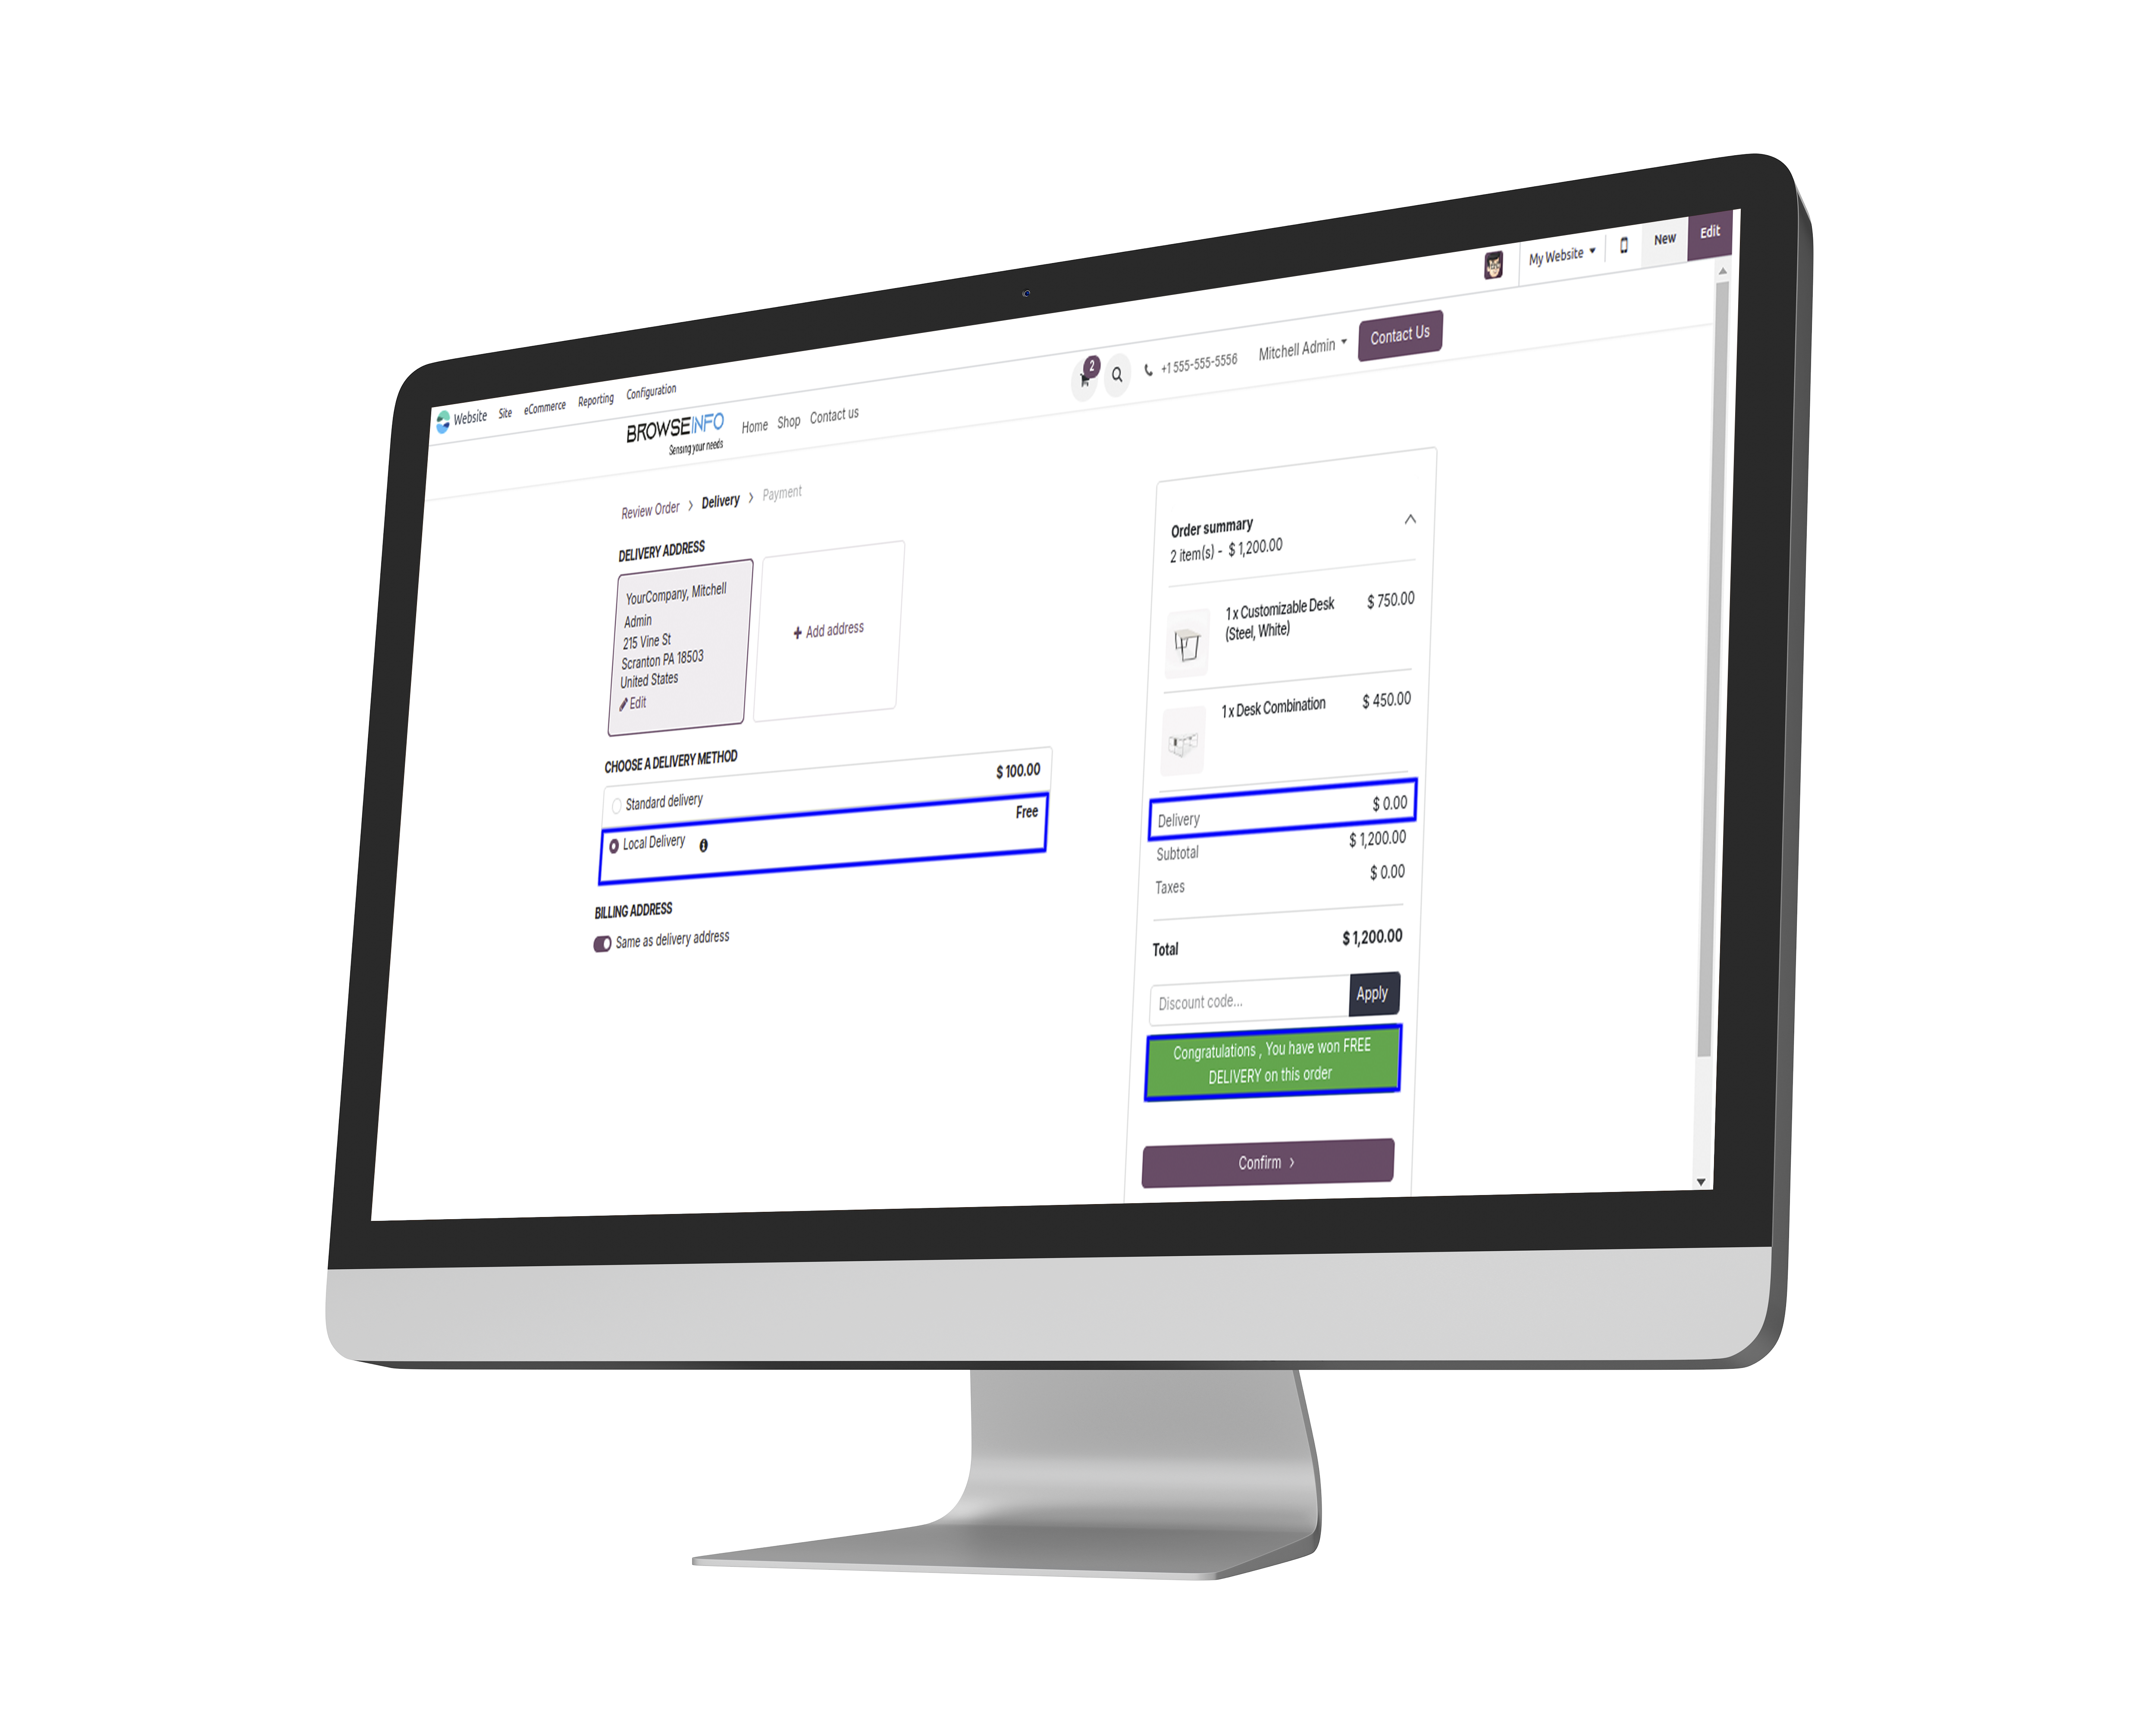 Website Site eCommerce Reporting Configuration
My Website New Edit
BROWSEINFO
Sensing your needs
Home Shop Contact us
2
+1 555-555-5556
Mitchell Admin
Contact Us
Review Order > Delivery > Payment
DELIVERY ADDRESS
YourCompany, Mitchell
Admin
215 Vine St
Scranton PA 18503
United States
Edit
+ Add address
CHOOSE A DELIVERY METHOD
Standard delivery $ 100.00
Local Delivery Free
BILLING ADDRESS
Same as delivery address
Order summary
2 item(s) - $ 1,200.00
1 x Customizable Desk $ 750.00
(Steel, White)
1 x Desk Combination $ 450.00
Delivery $ 0.00
Subtotal $ 1,200.00
Taxes $ 0.00
Total $ 1,200.00
Discount code... Apply
Congratulations , You have won FREE
DELIVERY on this order
Confirm >